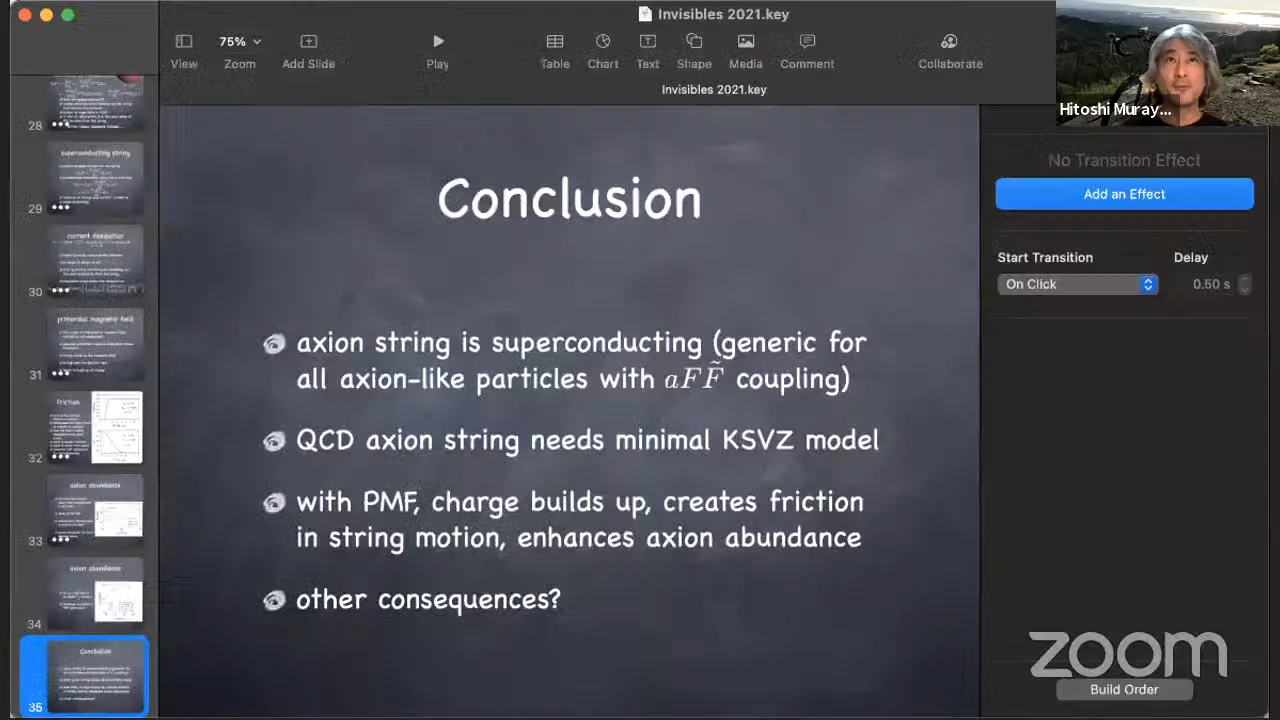 Invisibles 2021.key
75%
View
Zoom
Add Slide
Play
Table
Chart
Text
Shape
Media
Comment
Collaborate
Invisibles 2021.key
Hitoshi Muray...
28
superconducting string
29
current dissipation
30
primordial magnetic field
31
friction
32
axion abundance
33
axion abundance
34
Conclusion
35
Conclusion
axion string is superconducting (generic for
all axion-like particles with aFF̃ coupling)
QCD axion string needs minimal KSVZ model
with PMF, charge builds up, creates friction
in string motion, enhances axion abundance
other consequences?
No Transition Effect
Add an Effect
Start Transition
Delay
On Click
0.50 s
zoom
Build Order